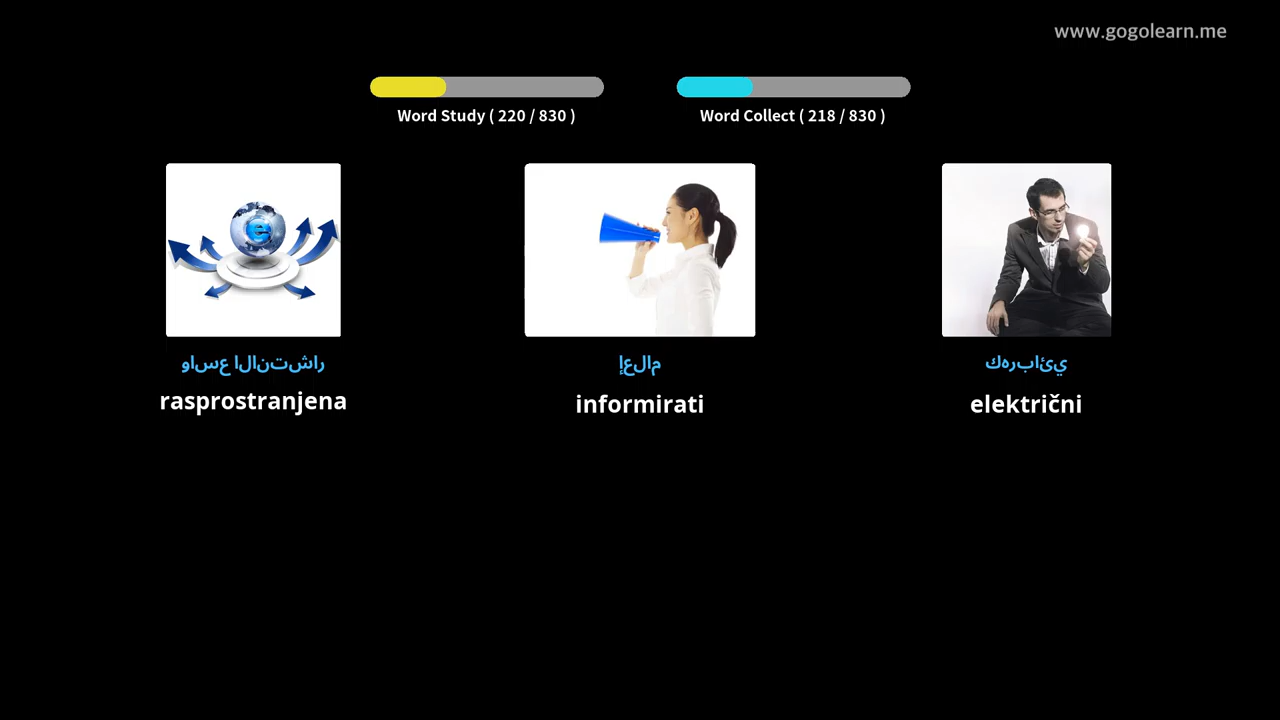 www.gogolearn.me
Word Study ( 220 / 830 )
Word Collect ( 218 / 830 )
واسع الانتشار
rasprostranjena
إعلام
informirati
كهربائي
električni